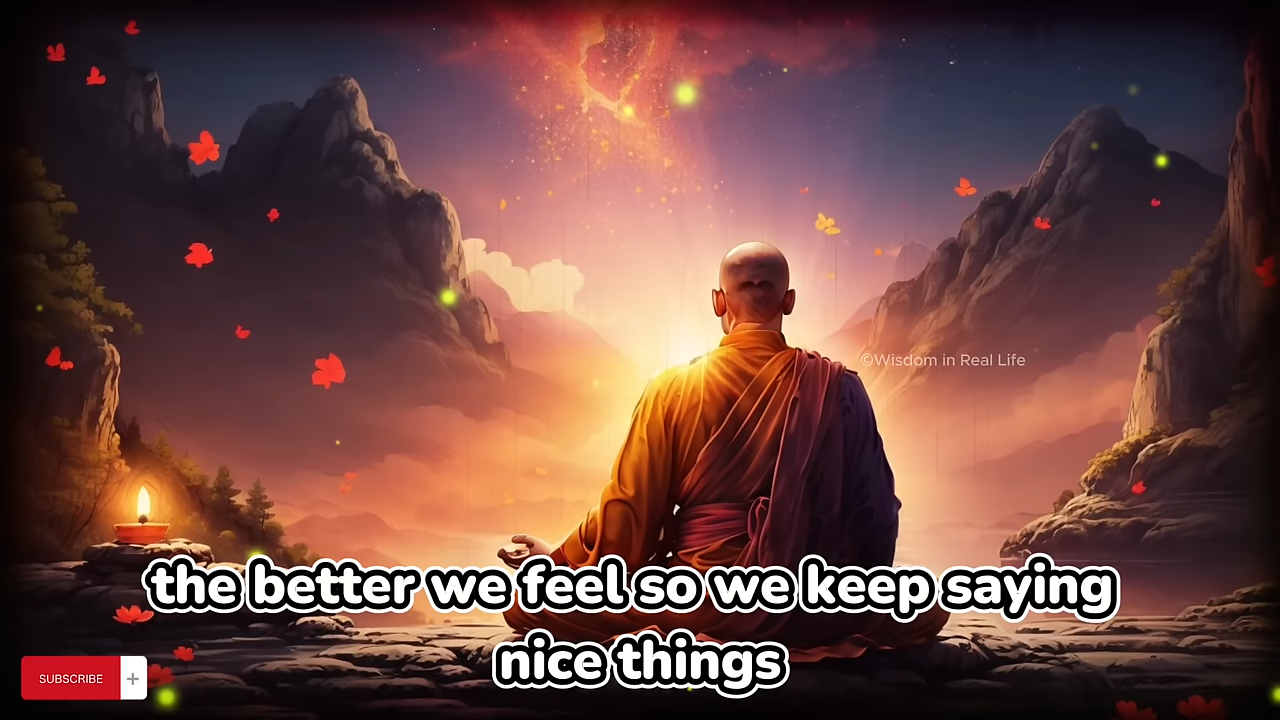 ©Wisdom in Real Life
the better we feel so we keep saying
nice things
SUBSCRIBE +